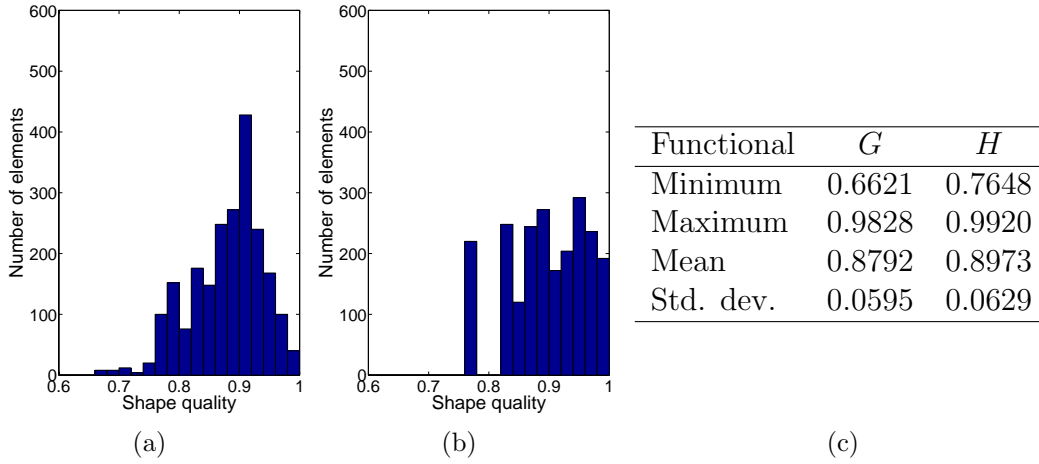 600
500
400
300
200
100
0
Number of elements
0.6 0.7 0.8 0.9 1
Shape quality
(a)
600
500
400
300
200
100
0
Number of elements
0.6 0.7 0.8 0.9 1
Shape quality
(b)
Functional G H
Minimum 0.6621 0.7648
Maximum 0.9828 0.9920
Mean 0.8792 0.8973
Std. dev. 0.0595 0.0629
(c)